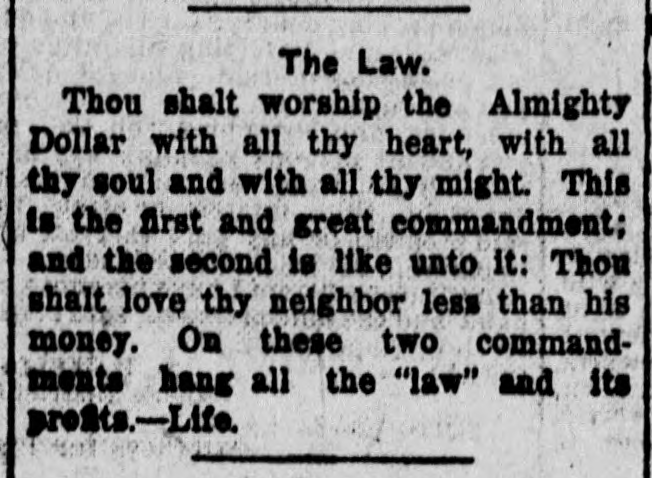 The Law.
Thou shalt worship the Almighty
Dollar with all thy heart, with all
thy soul and with all thy might. This
is the first and great commandment;
and the second is like unto it: Thou
shalt love thy neighbor less than his
money. On these two command-
ments hang all the "law" and its
profits.—Life.